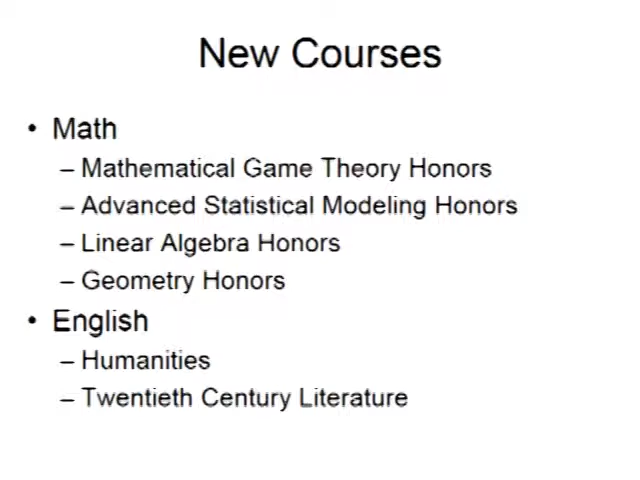 New Courses
• Math
– Mathematical Game Theory Honors
– Advanced Statistical Modeling Honors
– Linear Algebra Honors
– Geometry Honors
• English
– Humanities
– Twentieth Century Literature